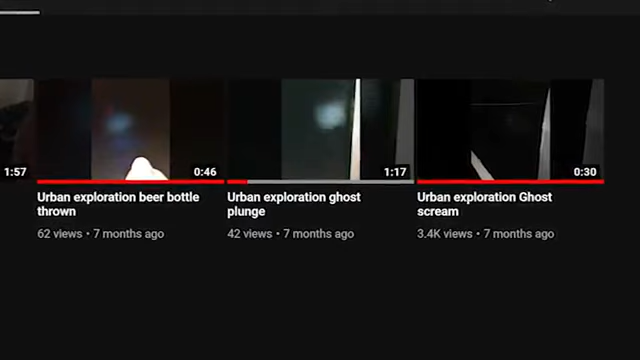 1:57
0:46
1:17
0:30
Urban exploration beer bottle
thrown
62 views • 7 months ago
Urban exploration ghost
plunge
42 views • 7 months ago
Urban exploration Ghost
scream
3.4K views • 7 months ago